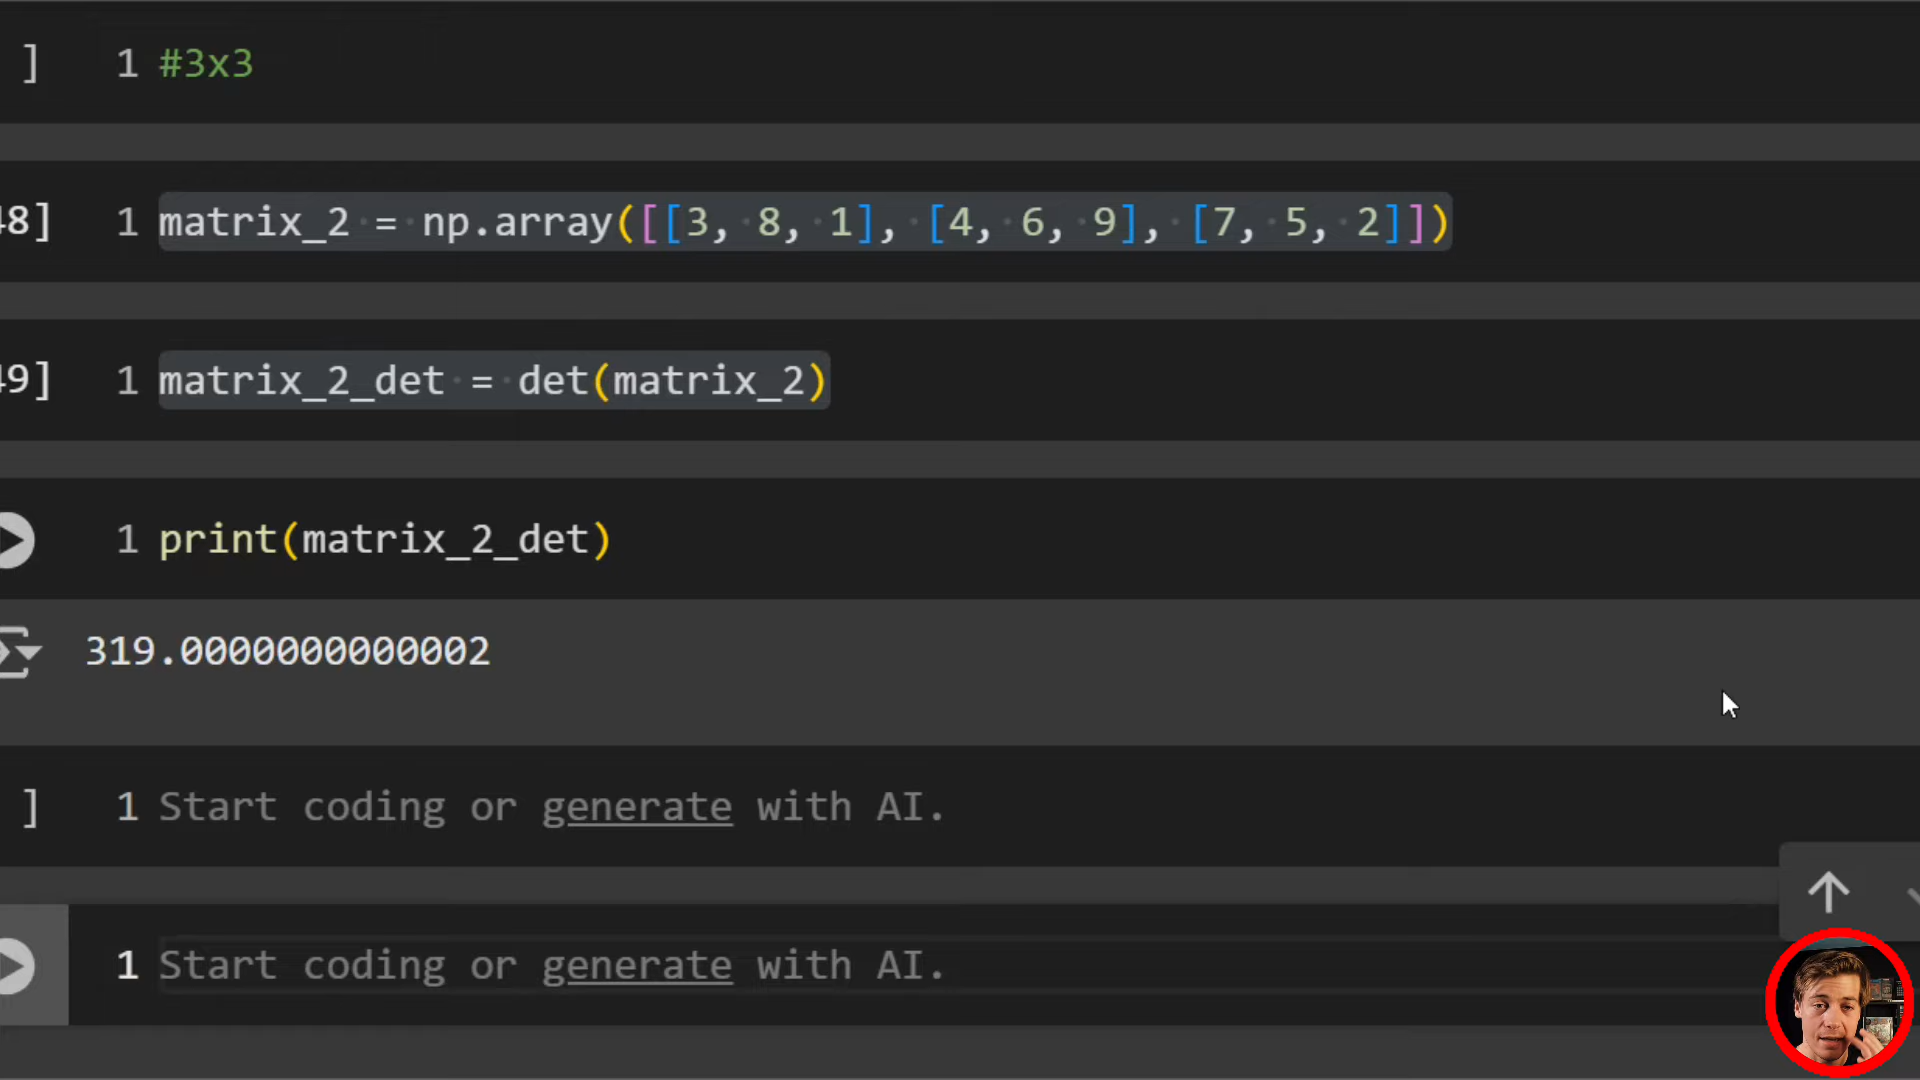 ] 1 #3x3
48] 1 matrix_2 = np.array([[3, 8, 1], [4, 6, 9], [7, 5, 2]])
49] 1 matrix_2_det = det(matrix_2)
1 print(matrix_2_det)
319.0000000000002
] 1 Start coding or generate with AI.
1 Start coding or generate with AI.